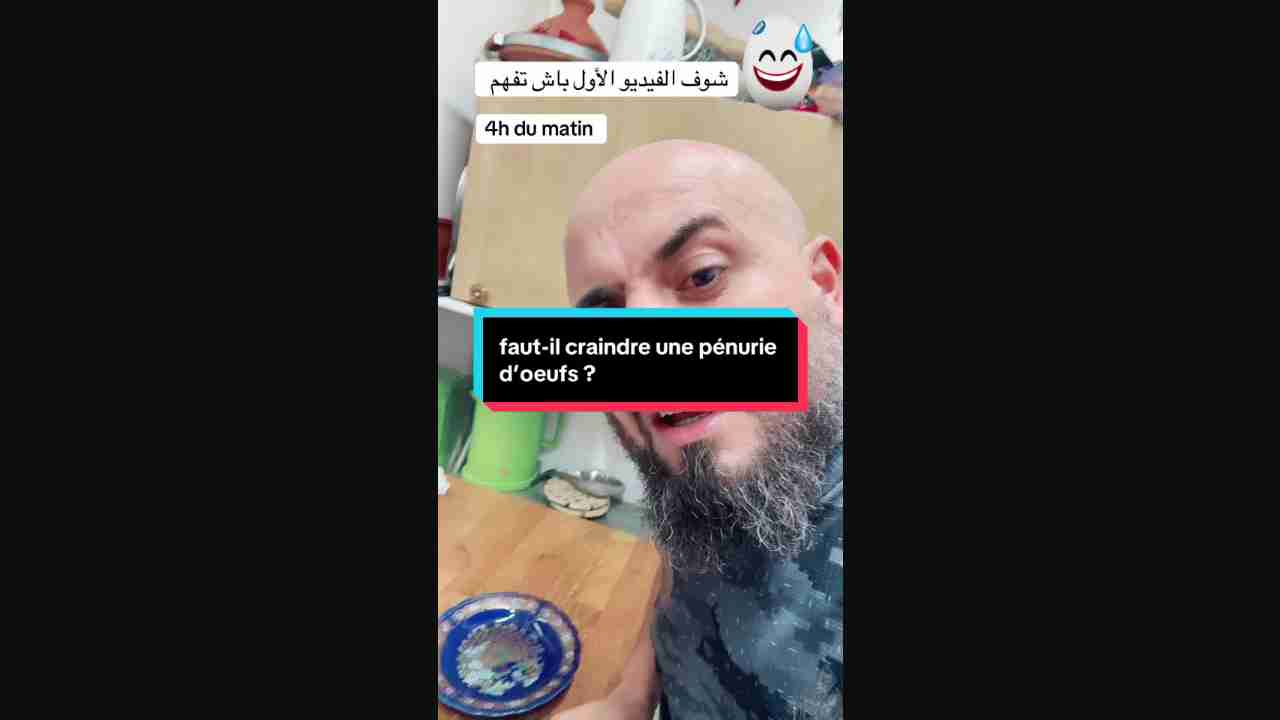 شوف الفيديو الأول باش تفهم
4h du matin
faut-il craindre une pénurie
d’oeufs ?